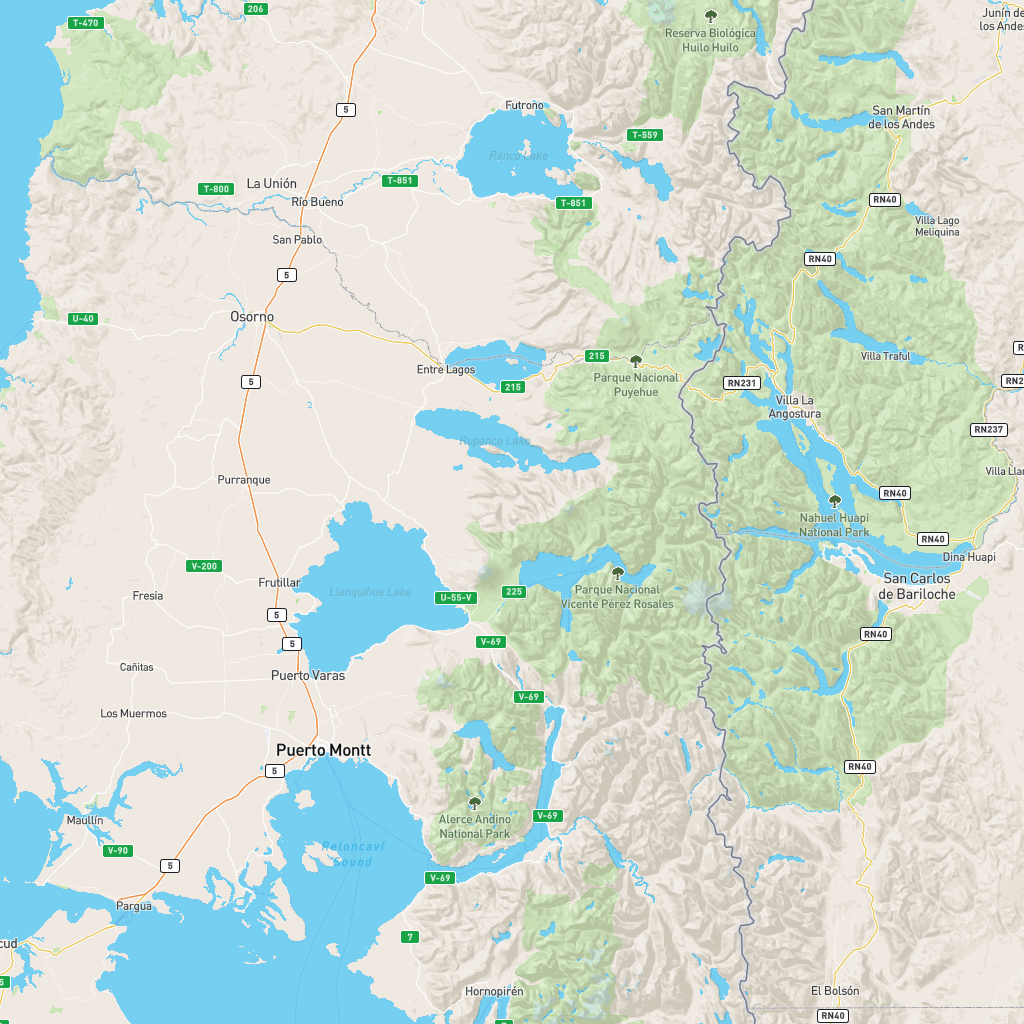 206
T-470
Junín de
los Andes
Reserva Biológica
Huilo Huilo
5
Futrono
San Martín
de los Andes
T-559
Ranco Lake
La Unión
T-800
T-851
Río Bueno
T-851
RN40
Villa Lago
Meliquina
San Pablo
RN40
5
Osorno
U-40
Entre Lagos
215
215
Parque Nacional
Puyehue
Villa Traful
5
RN231
Villa La
Angostura
RN237
Rupanco Lake
Villa Llan
Purranque
RN40
Nahuel Huapi
National Park
RN40
Dina Huapi
V-200
Frutillar
Fresia
Llanquihue Lake
U-55-V
225
Parque Nacional
Vicente Pérez Rosales
San Carlos
de Bariloche
5
5
V-69
RN40
Cañitas
Puerto Varas
V-69
Los Muermos
Puerto Montt
5
RN40
Maullín
Alerce Andino
National Park
V-69
V-90
5
Reloncaví
Sound
V-69
Pargua
7
cud
5
Hornopirén
El Bolsón
RN40